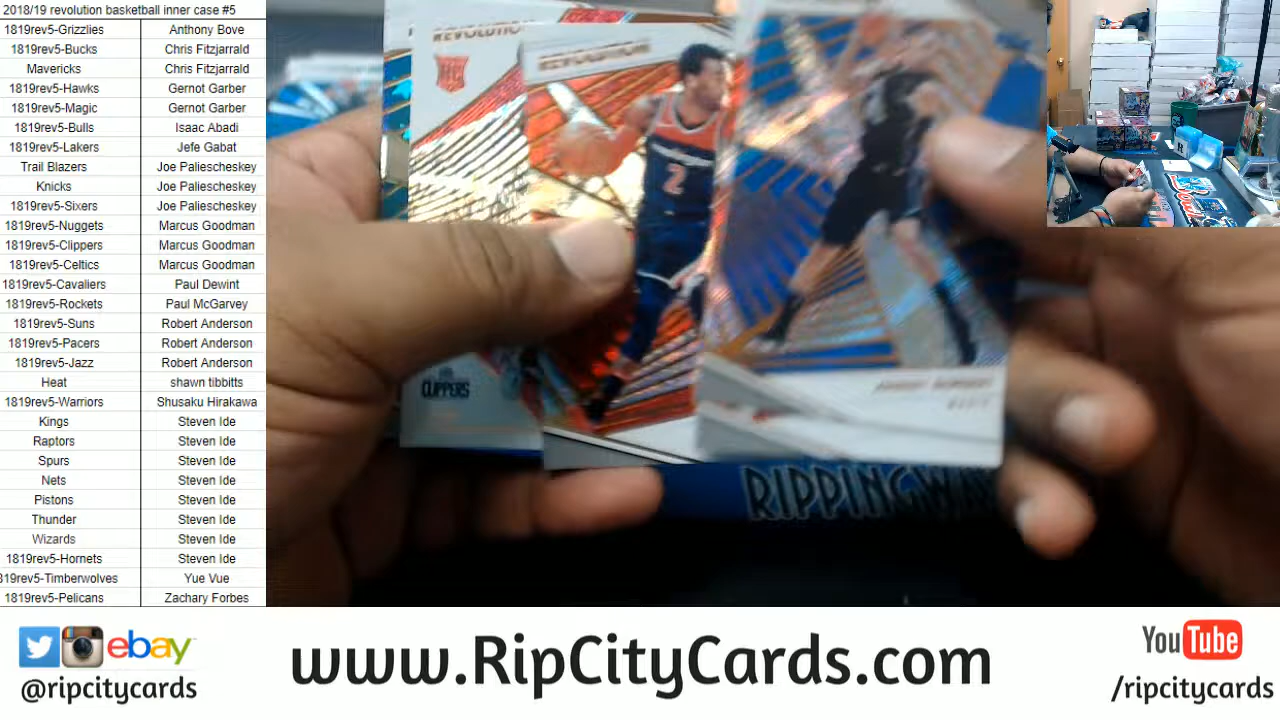 2018/19 revolution basketball inner case #5
1819rev5-Grizzlies Anthony Bove
1819rev5-Bucks Chris Fitzjarrald
Mavericks Chris Fitzjarrald
1819rev5-Hawks Gernot Garber
1819rev5-Magic Gernot Garber
1819rev5-Bulls Isaac Abadi
1819rev5-Lakers Jefe Gabat
Trail Blazers Joe Paliescheskey
Knicks Joe Paliescheskey
1819rev5-Sixers Joe Paliescheskey
1819rev5-Nuggets Marcus Goodman
1819rev5-Clippers Marcus Goodman
1819rev5-Celtics Marcus Goodman
1819rev5-Cavaliers Paul Dewint
1819rev5-Rockets Paul McGarvey
1819rev5-Suns Robert Anderson
1819rev5-Pacers Robert Anderson
1819rev5-Jazz Robert Anderson
Heat shawn tibbitts
1819rev5-Warriors Shusaku Hirakawa
Kings Steven Ide
Raptors Steven Ide
Spurs Steven Ide
Nets Steven Ide
Pistons Steven Ide
Thunder Steven Ide
Wizards Steven Ide
1819rev5-Hornets Steven Ide
819rev5-Timberwolves Yue Vue
1819rev5-Pelicans Zachary Forbes
REVOLUTION
RC
REVOLUTION
2
CLIPPERS
RIPPINGWA
ebay
@ripcitycards
www.RipCityCards.com
YouTube
/ripcitycards